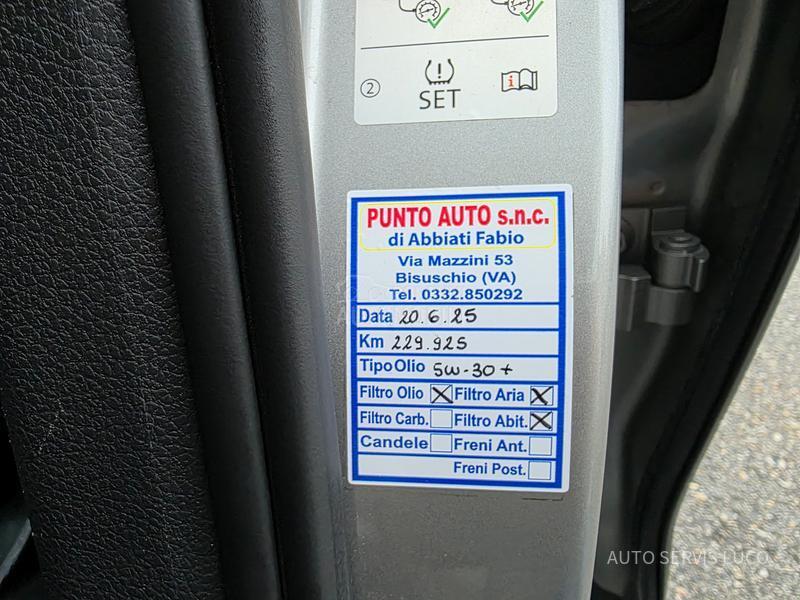 2
SET
i
PUNTO AUTO s.n.c.
di Abbiati Fabio
Via Mazzini 53
Bisuschio (VA)
Tel. 0332.850292
Data 20.6.25
Km 229.925
Tipo Olio 5W-30+
Filtro Olio Filtro Aria
Filtro Carb. Filtro Abit.
Candele Freni Ant.
Freni Post.
AUTO SERVIS LUCO